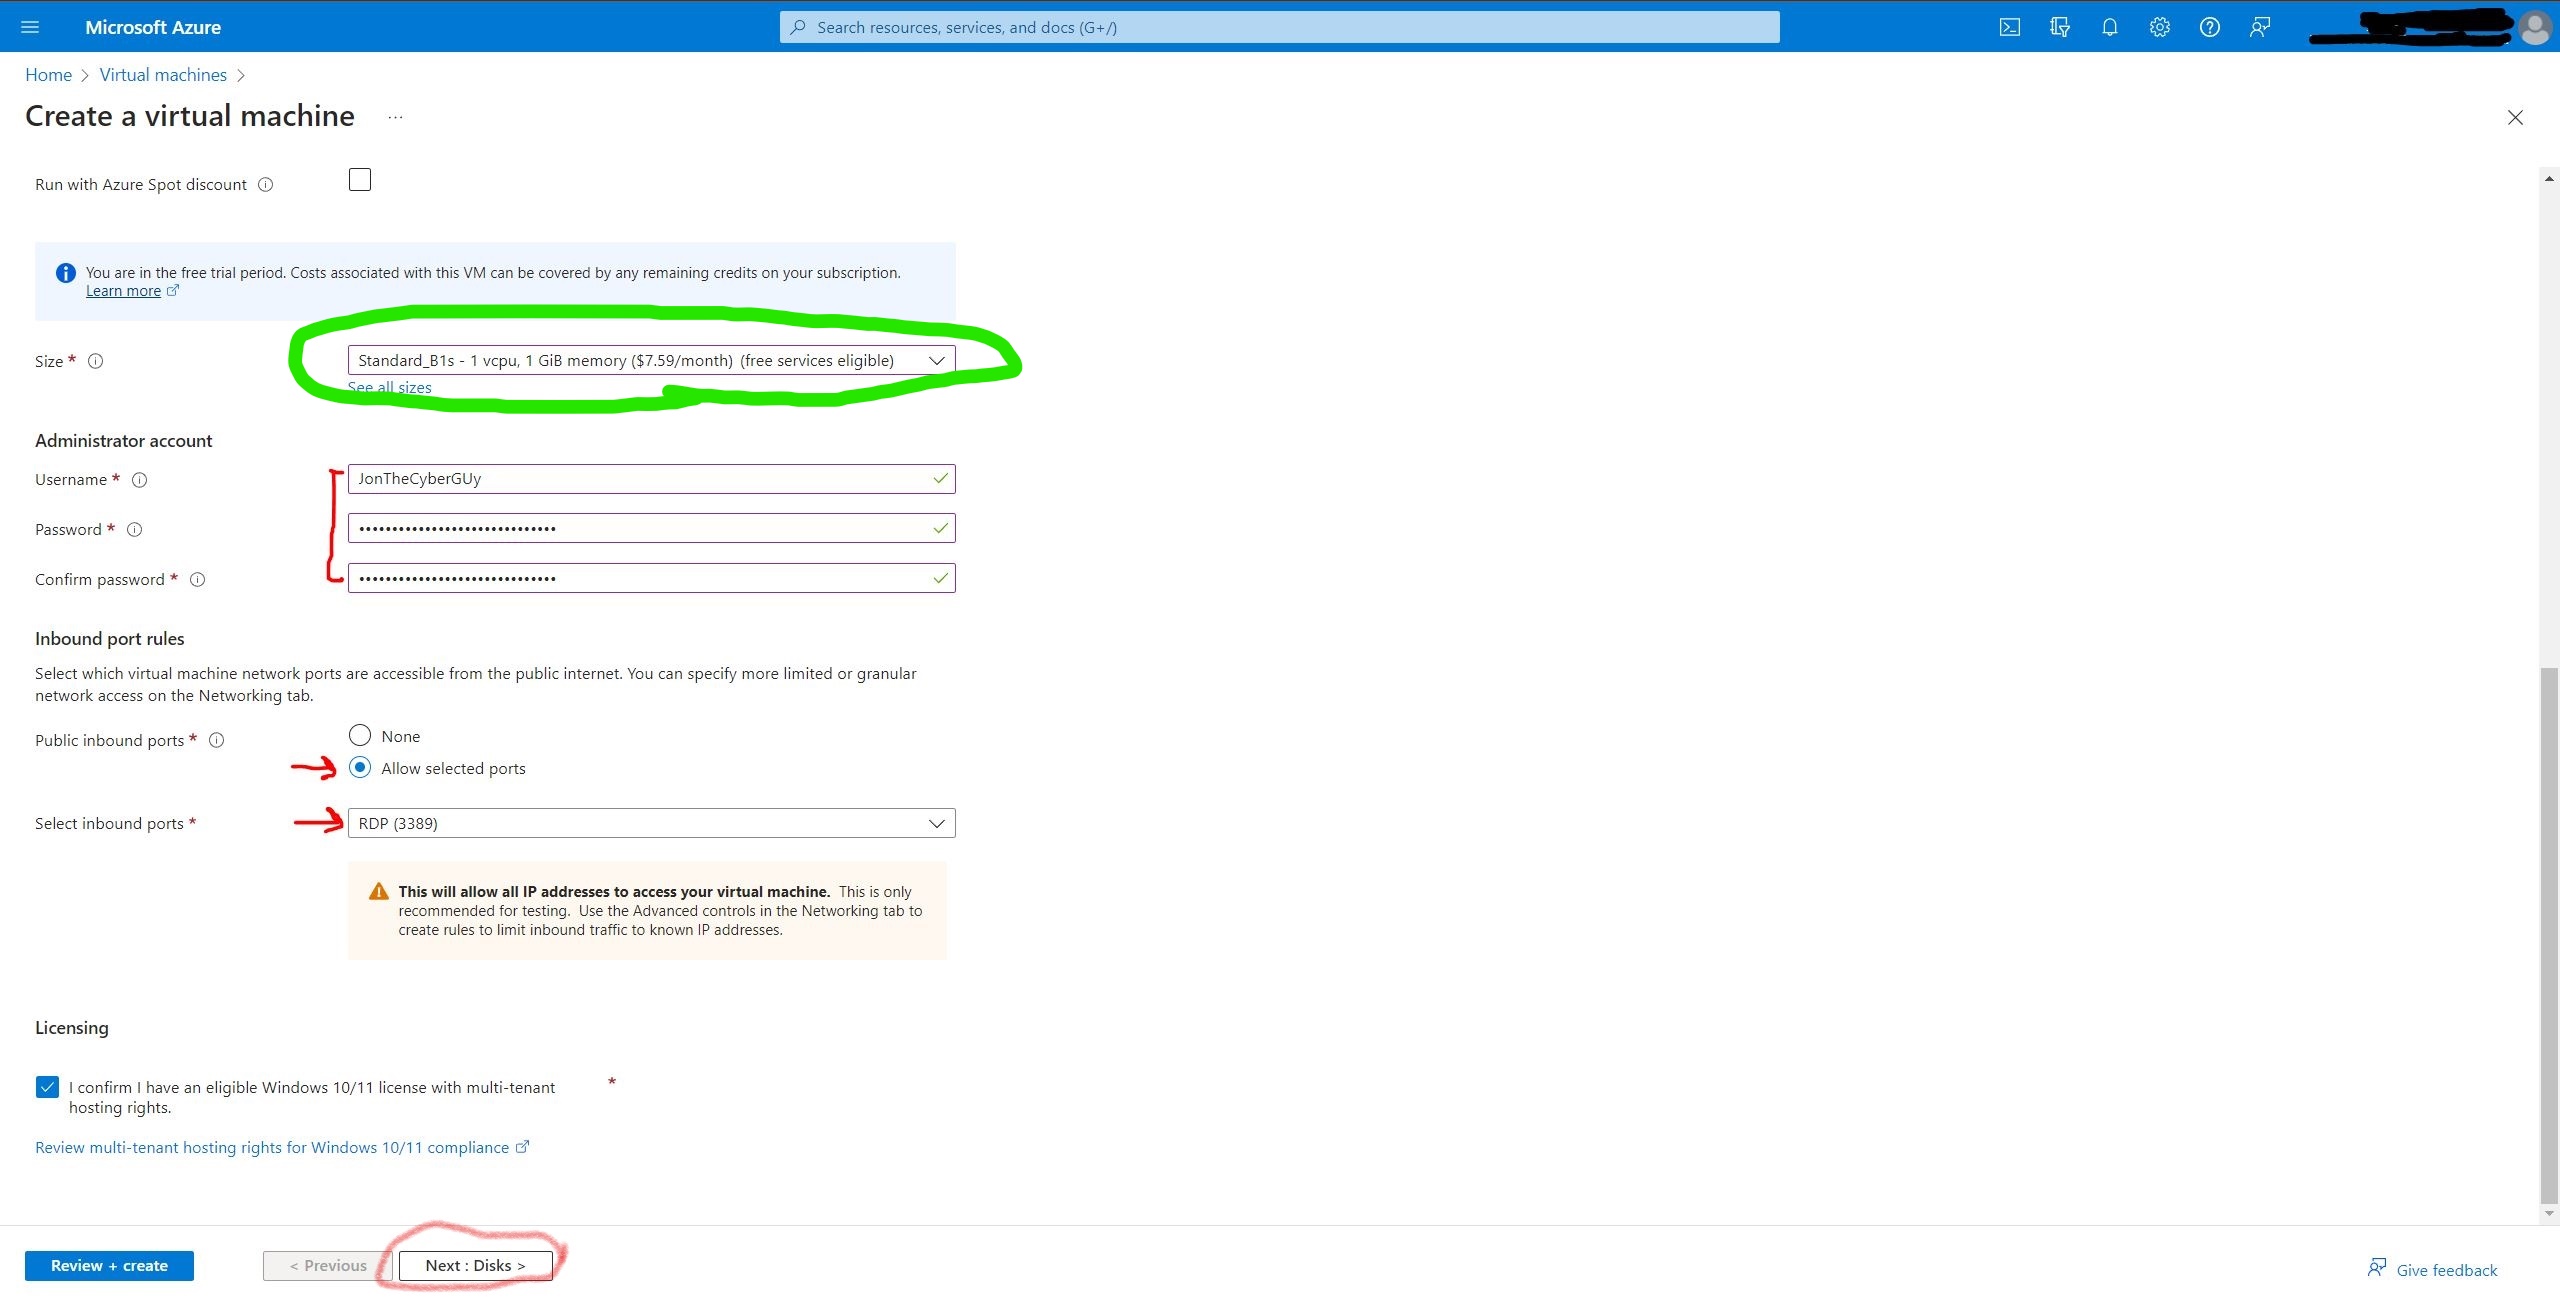 Microsoft Azure
Search resources, services, and docs (G+/)
Home > Virtual machines >
Create a virtual machine ...
Run with Azure Spot discount
You are in the free trial period. Costs associated with this VM can be covered by any remaining credits on your subscription.
Learn more
Size *
Standard_B1s - 1 vcpu, 1 GiB memory ($7.59/month) (free services eligible)
See all sizes
Administrator account
Username *
JonTheCyberGUy
Password *
••••••••••••••••••••••••••••••
Confirm password *
••••••••••••••••••••••••••••••
Inbound port rules
Select which virtual machine network ports are accessible from the public internet. You can specify more limited or granular
network access on the Networking tab.
Public inbound ports *
None
Allow selected ports
Select inbound ports *
RDP (3389)
This will allow all IP addresses to access your virtual machine. This is only
recommended for testing. Use the Advanced controls in the Networking tab to
create rules to limit inbound traffic to known IP addresses.
Licensing
I confirm I have an eligible Windows 10/11 license with multi-tenant *
hosting rights.
Review multi-tenant hosting rights for Windows 10/11 compliance
Review + create
< Previous
Next : Disks >
Give feedback